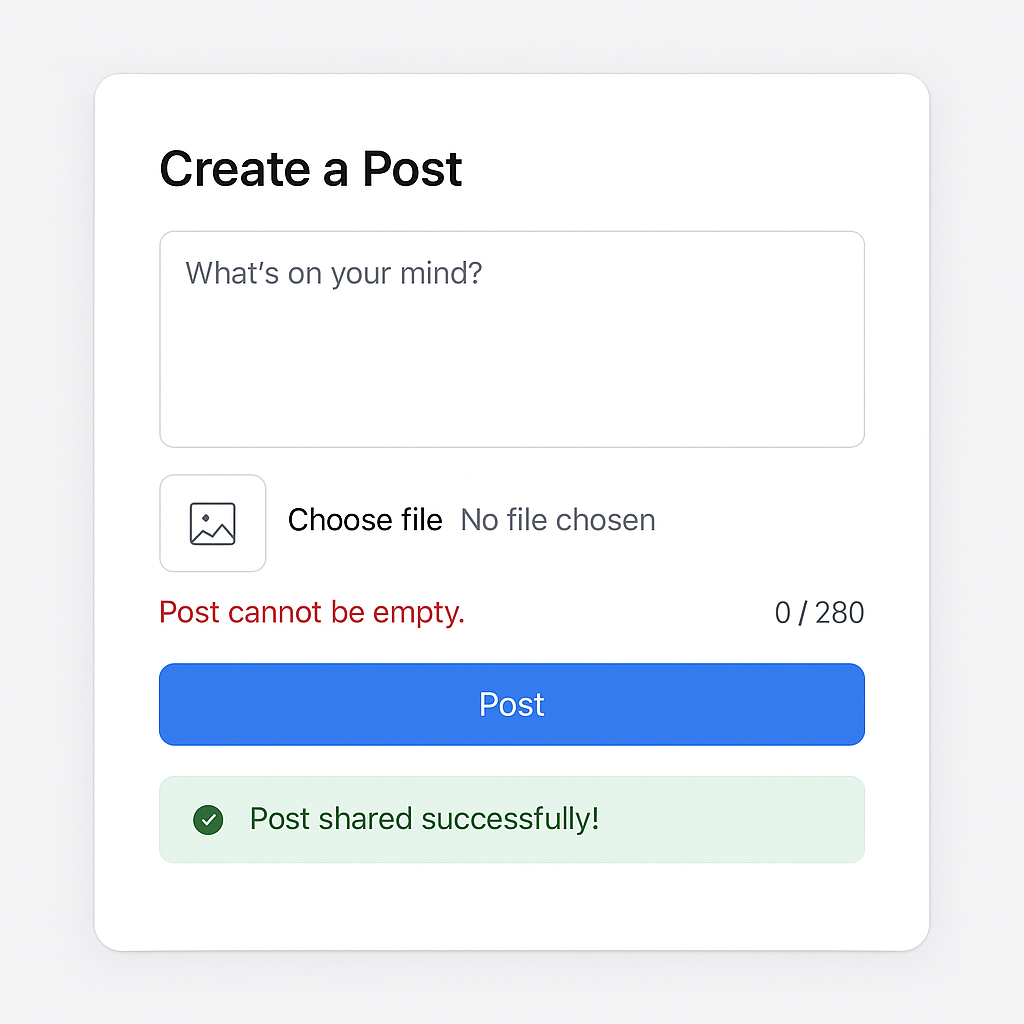 Create a Post
What’s on your mind?
Choose file No file chosen
Post cannot be empty. 0 / 280
Post
Post shared successfully!